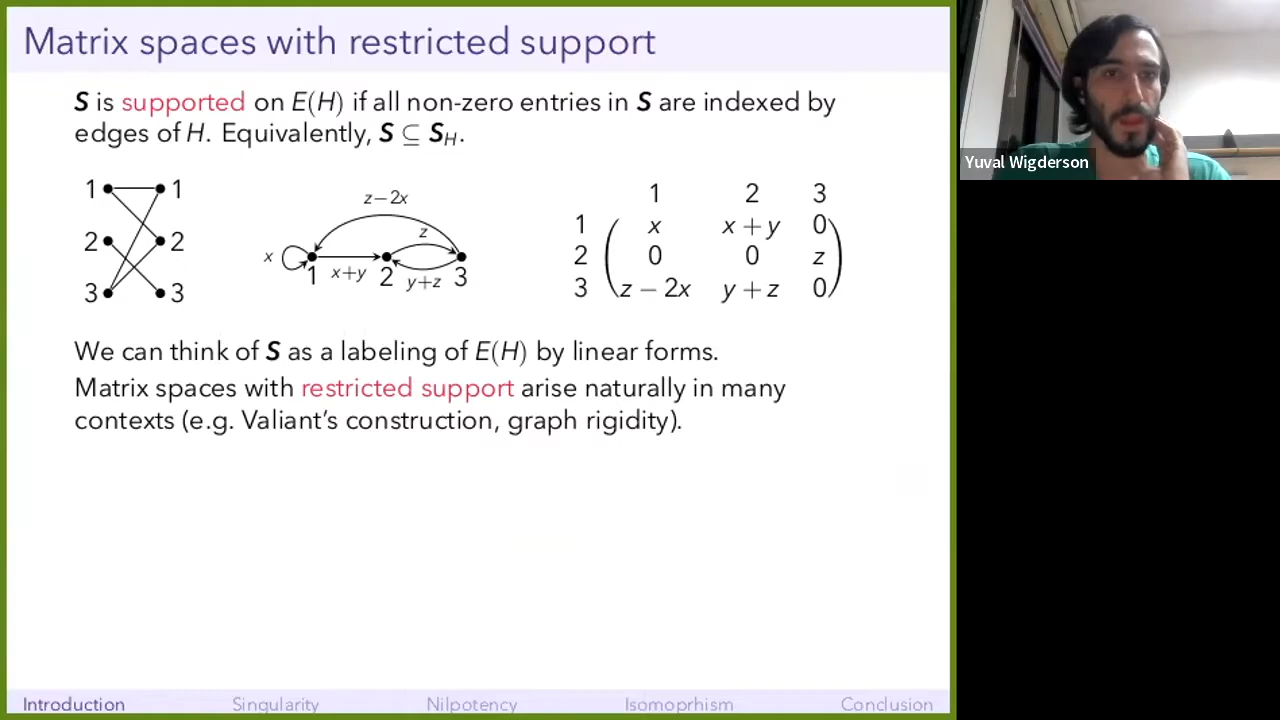 Matrix spaces with restricted support
S is supported on E(H) if all non-zero entries in S are indexed by
edges of H. Equivalently, S ⊆ S_H.
1 1
2 2
3 3
z−2x
z
x
1 x+y 2 y+z 3
1 2 3
1 x x + y 0
2 0 0 z
3 z − 2x y + z 0
We can think of S as a labeling of E(H) by linear forms.
Matrix spaces with restricted support arise naturally in many
contexts (e.g. Valiant's construction, graph rigidity).
Introduction Singularity Nilpotency Isomoprhism Conclusion
Yuval Wigderson